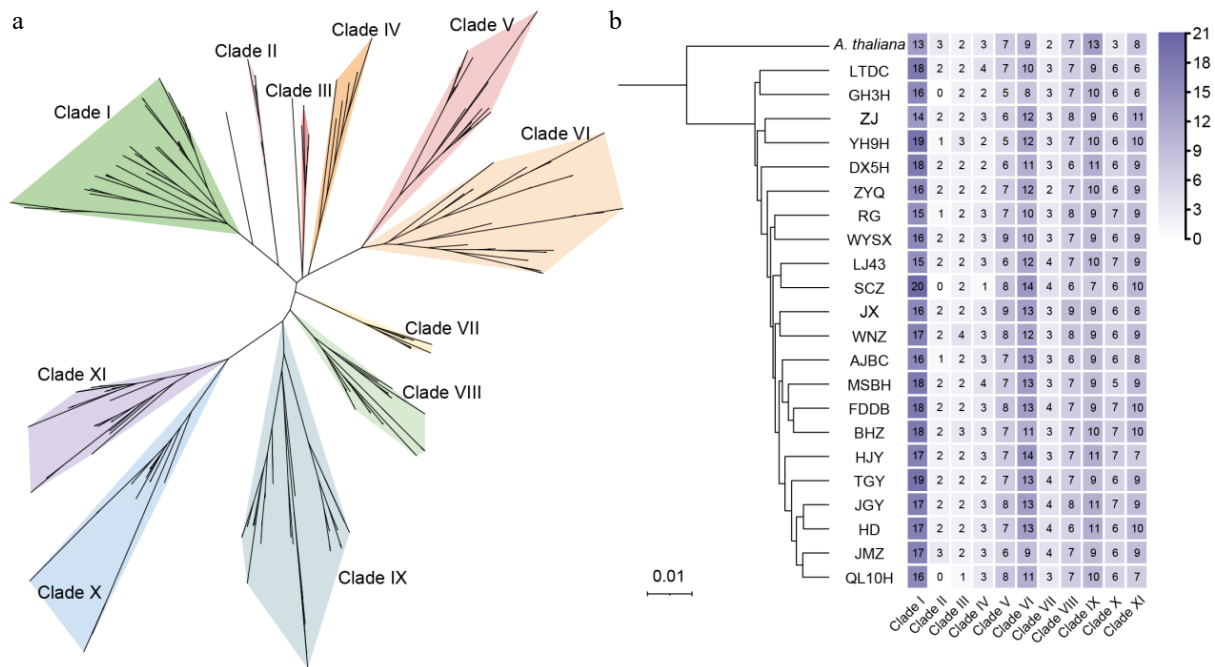 a
Clade I
Clade II
Clade III
Clade IV
Clade V
Clade VI
Clade VII
Clade VIII
Clade IX
Clade X
Clade XI
b
A. thaliana 13 3 2 3 7 9 2 7 13 3 8
LTDC 18 2 2 4 7 10 3 7 9 6 6
GH3H 16 0 2 2 5 8 3 6 10 6 6
ZJ 14 2 2 3 6 12 3 8 9 6 11
YH9H 19 1 3 2 5 12 3 7 10 6 10
DX5H 18 2 2 2 6 11 3 6 11 6 9
ZYQ 16 2 2 2 7 12 2 7 10 6 9
RG 15 1 2 3 7 10 3 8 9 7 9
WYSX 16 2 2 3 9 10 3 7 9 6 9
LJ43 15 2 2 3 6 12 4 7 10 7 9
SCZ 20 0 2 1 8 14 4 6 7 6 10
JX 16 2 2 3 9 13 3 9 9 6 8
WNZ 17 2 4 3 8 12 3 8 9 6 9
AJBC 16 1 2 3 7 13 3 6 9 6 8
MSBH 18 2 2 4 7 13 3 7 9 5 9
FDDB 18 2 2 3 8 13 4 7 9 7 10
BHZ 18 2 3 3 7 11 3 7 10 7 10
HJY 17 2 2 3 7 14 3 7 11 7 7
TGY 19 2 2 2 7 13 4 7 9 6 9
JGY 17 2 2 3 8 13 4 8 11 7 9
HD 17 2 2 3 7 13 4 6 11 6 10
JMZ 17 3 2 3 6 9 4 7 9 6 9
QL10H 16 0 1 3 8 11 3 7 10 6 7
Clade I Clade II Clade III Clade IV Clade V Clade VI Clade VII Clade VIII Clade IX Clade X Clade XI
0.01
21
18
15
12
9
6
3
0